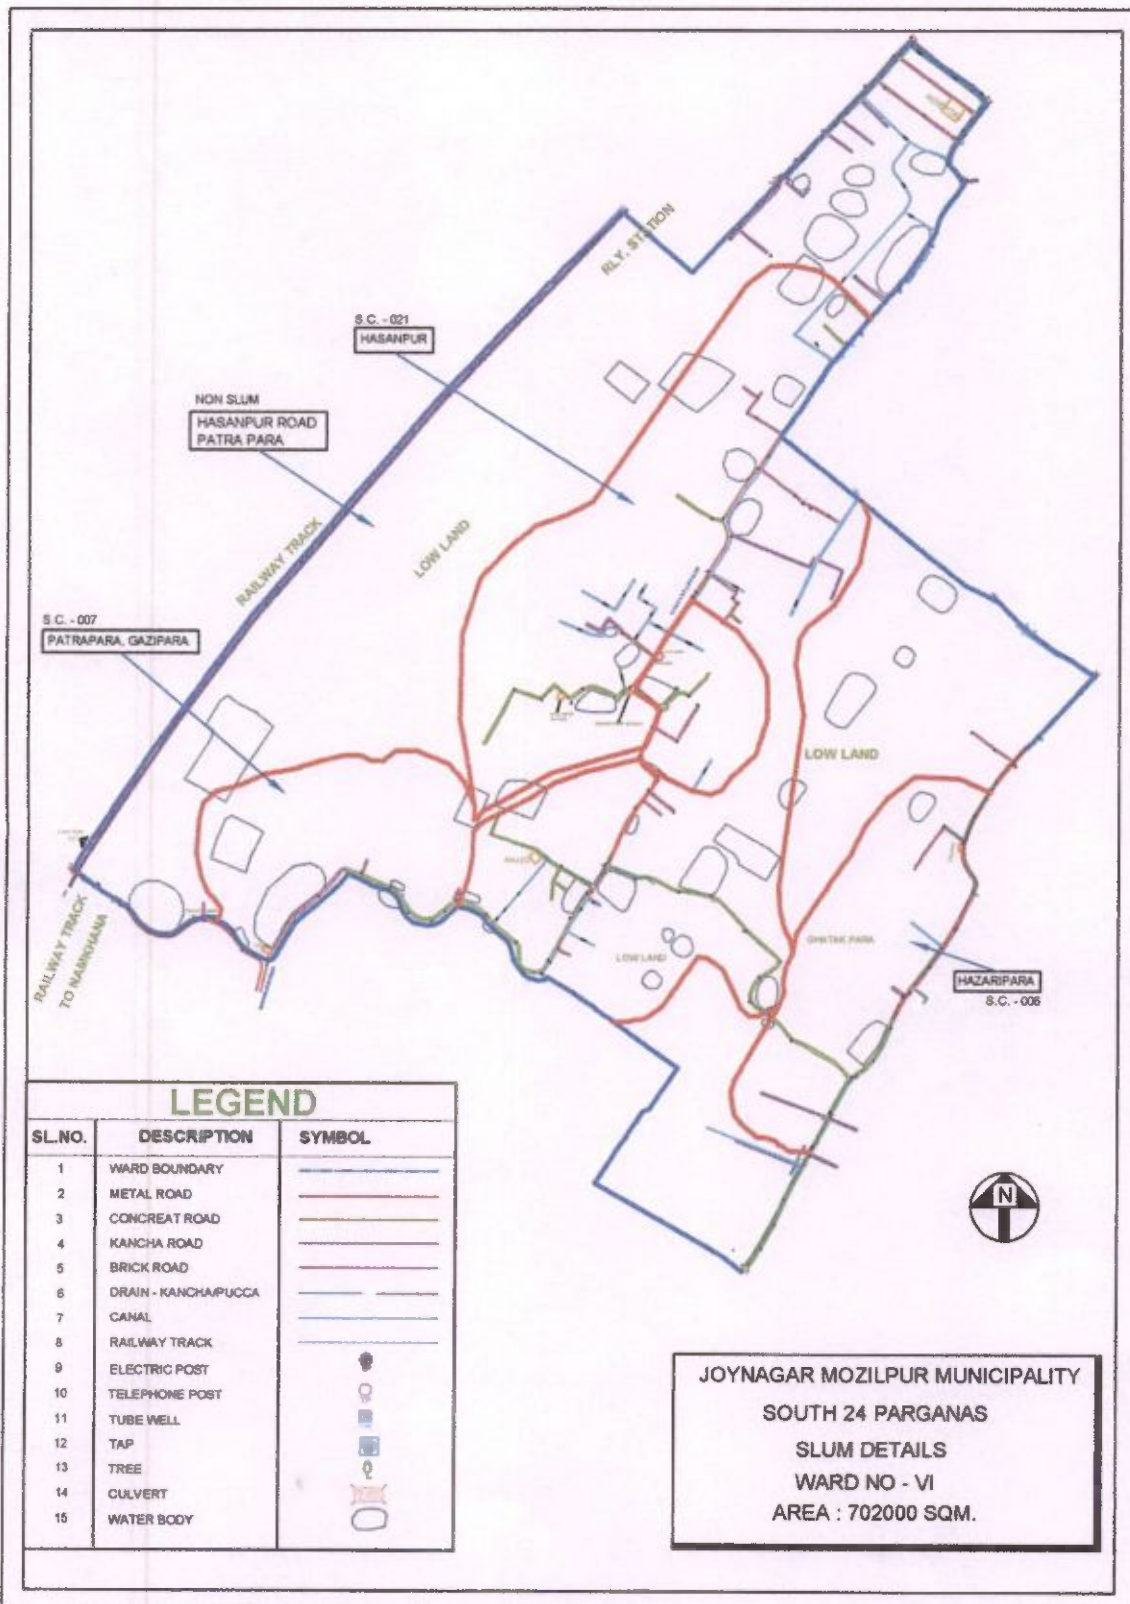 RLY. STATION
S.C. - 021
HASANPUR
NON SLUM
HASANPUR ROAD
PATRA PARA
RAILWAY TRACK
LOW LAND
S.C. - 007
PATRAPARA, GAZIPARA
LOW LAND
RAILWAY TRACK
TO NAMKHANA
LOW LAND
GHATAK PARA
HAZARIPARA
S.C. - 006
LEGEND
SL.NO. DESCRIPTION SYMBOL
1 WARD BOUNDARY
2 METAL ROAD
3 CONCREAT ROAD
4 KANCHA ROAD
5 BRICK ROAD
6 DRAIN - KANCHA/PUCCA
7 CANAL
8 RAILWAY TRACK
9 ELECTRIC POST
10 TELEPHONE POST
11 TUBE WELL
12 TAP
13 TREE
14 CULVERT
15 WATER BODY
N
JOYNAGAR MOZILPUR MUNICIPALITY
SOUTH 24 PARGANAS
SLUM DETAILS
WARD NO - VI
AREA : 702000 SQM.